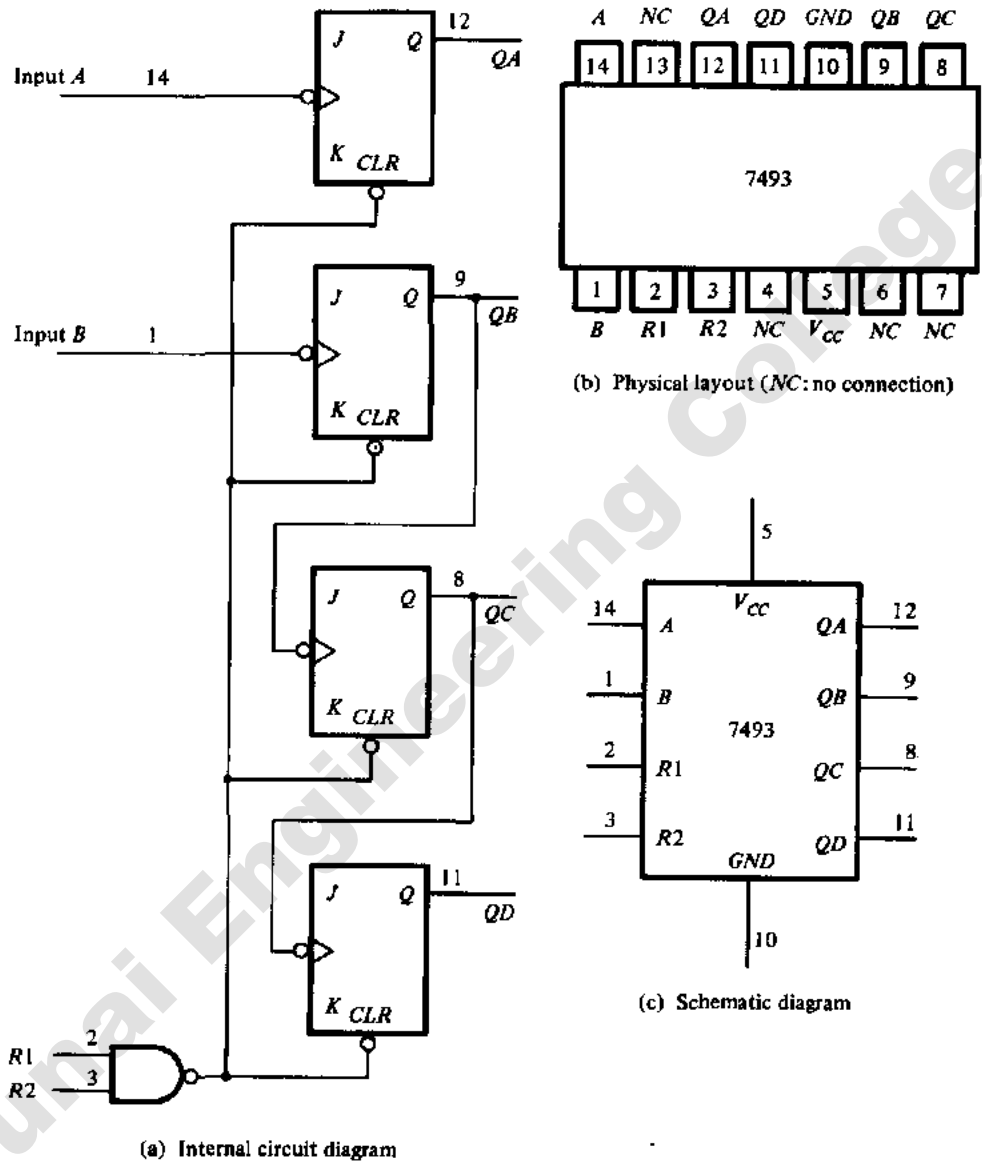 J Q 12
QA
Input A 14
K CLR
J Q 9
QB
Input B 1
K CLR
J Q 8
QC
K CLR
J Q 11
QD
K CLR
R1 2
R2 3
(a) Internal circuit diagram
A NC QA QD GND QB QC
14 13 12 11 10 9 8
7493
1 2 3 4 5 6 7
B R1 R2 NC VCC NC NC
(b) Physical layout (NC: no connection)
5
VCC
14 A QA 12
1 B QB 9
7493
2 R1 QC 8
3 R2 QD 11
GND
10
(c) Schematic diagram
unai Engineering College